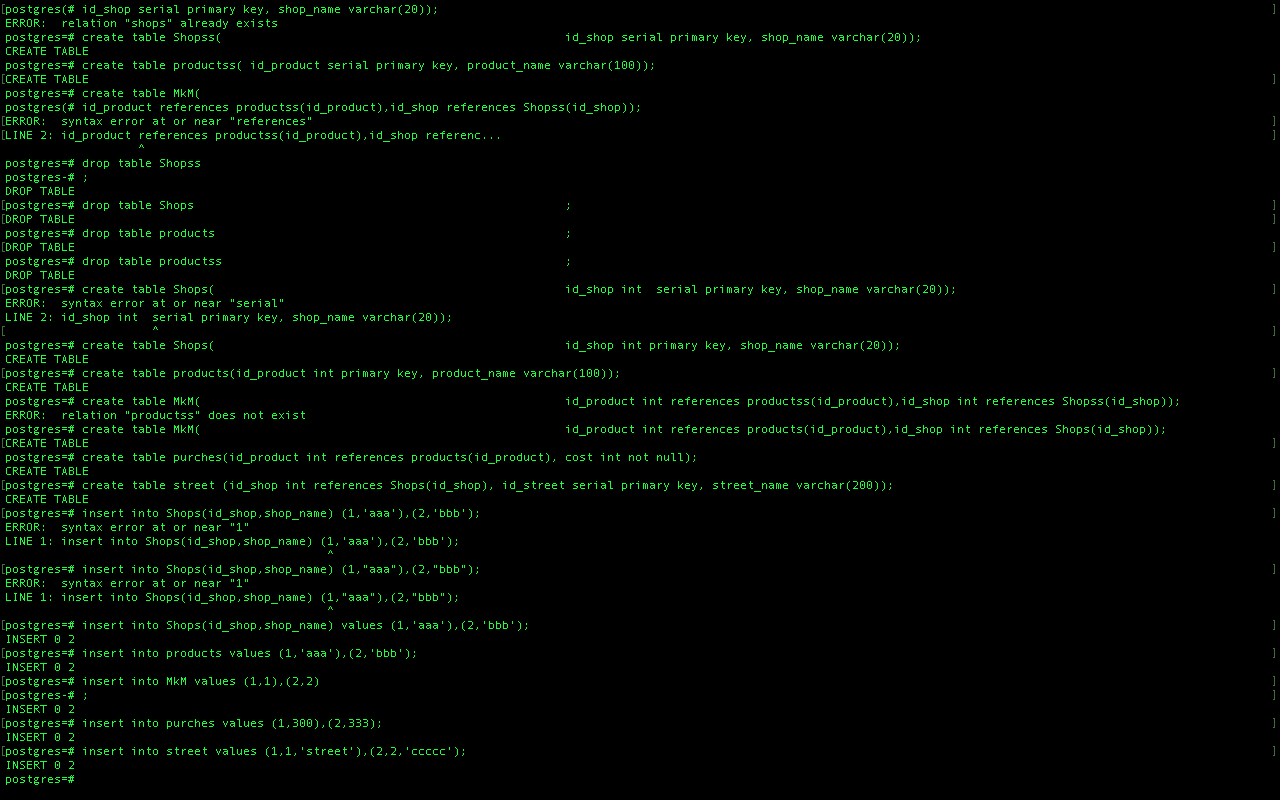 [postgres(# id_shop serial primary key, shop_name varchar(20)); ]
ERROR:  relation "shops" already exists
postgres=# create table Shopss( id_shop serial primary key, shop_name varchar(20));
CREATE TABLE
postgres=# create table productss( id_product serial primary key, product_name varchar(100));
[CREATE TABLE ]
postgres=# create table MkM(
postgres(# id_product references productss(id_product),id_shop references Shopss(id_shop));
[ERROR:  syntax error at or near "references" ]
[LINE 2: id_product references productss(id_product),id_shop referenc... ]
^
postgres=# drop table Shopss
postgres-# ;
DROP TABLE
[postgres=# drop table Shops ; ]
[DROP TABLE ]
postgres=# drop table products ;
[DROP TABLE ]
postgres=# drop table productss ;
DROP TABLE
[postgres=# create table Shops( id_shop int  serial primary key, shop_name varchar(20)); ]
ERROR:  syntax error at or near "serial"
LINE 2: id_shop int  serial primary key, shop_name varchar(20));
[ ^ ]
postgres=# create table Shops( id_shop int primary key, shop_name varchar(20));
CREATE TABLE
[postgres=# create table products(id_product int primary key, product_name varchar(100)); ]
CREATE TABLE
postgres=# create table MkM( id_product int references productss(id_product),id_shop int references Shopss(id_shop));
ERROR:  relation "productss" does not exist
postgres=# create table MkM( id_product int references products(id_product),id_shop int references Shops(id_shop));
[CREATE TABLE ]
postgres=# create table purches(id_product int references products(id_product), cost int not null);
CREATE TABLE
[postgres=# create table street (id_shop int references Shops(id_shop), id_street serial primary key, street_name varchar(200)); ]
CREATE TABLE
[postgres=# insert into Shops(id_shop,shop_name) (1,'aaa'),(2,'bbb'); ]
ERROR:  syntax error at or near "1"
LINE 1: insert into Shops(id_shop,shop_name) (1,'aaa'),(2,'bbb');
^
[postgres=# insert into Shops(id_shop,shop_name) (1,"aaa"),(2,"bbb"); ]
ERROR:  syntax error at or near "1"
LINE 1: insert into Shops(id_shop,shop_name) (1,"aaa"),(2,"bbb");
^
[postgres=# insert into Shops(id_shop,shop_name) values (1,'aaa'),(2,'bbb'); ]
INSERT 0 2
[postgres=# insert into products values (1,'aaa'),(2,'bbb'); ]
INSERT 0 2
[postgres=# insert into MkM values (1,1),(2,2) ]
[postgres-# ; ]
INSERT 0 2
[postgres=# insert into purches values (1,300),(2,333); ]
INSERT 0 2
[postgres=# insert into street values (1,1,'street'),(2,2,'ccccc'); ]
INSERT 0 2
postgres=#